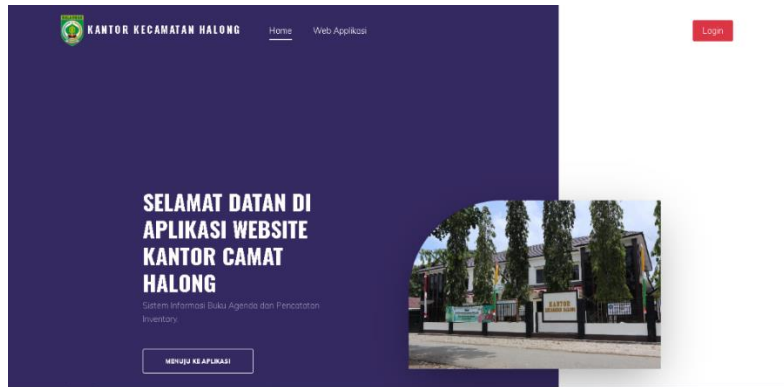 KANTOR KECAMATAN HALONG
Home
Web Applikasi
Login
SELAMAT DATAN DI
APLIKASI WEBSITE
KANTOR CAMAT
HALONG
Sistem Informasi Buku Agenda dan Pencatatan
Inventory.
MENUJU KE APLIKASI
KANTOR